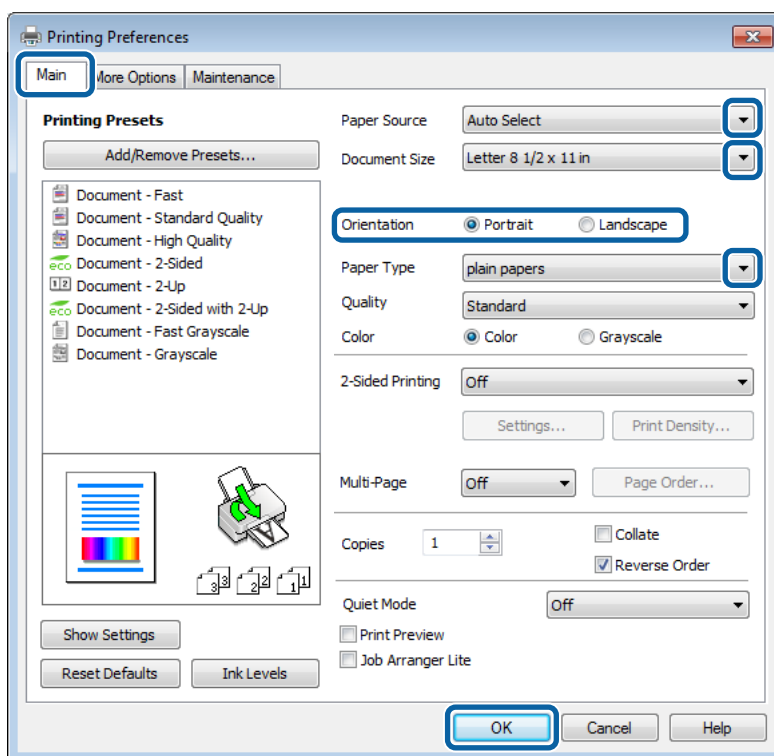 Printing Preferences
Main
More Options
Maintenance
Printing Presets
Add/Remove Presets...
Document - Fast
Document - Standard Quality
Document - High Quality
eco Document - 2-Sided
1 2 Document - 2-Up
eco Document - 2-Sided with 2-Up
Document - Fast Grayscale
Document - Grayscale
3 3 2 2 1 1
Show Settings
Reset Defaults
Ink Levels
Paper Source Auto Select
Document Size Letter 8 1/2 x 11 in
Orientation Portrait Landscape
Paper Type plain papers
Quality Standard
Color Color Grayscale
2-Sided Printing Off
Settings... Print Density...
Multi-Page Off Page Order...
Copies 1 Collate
Reverse Order
Quiet Mode Off
Print Preview
Job Arranger Lite
OK Cancel Help